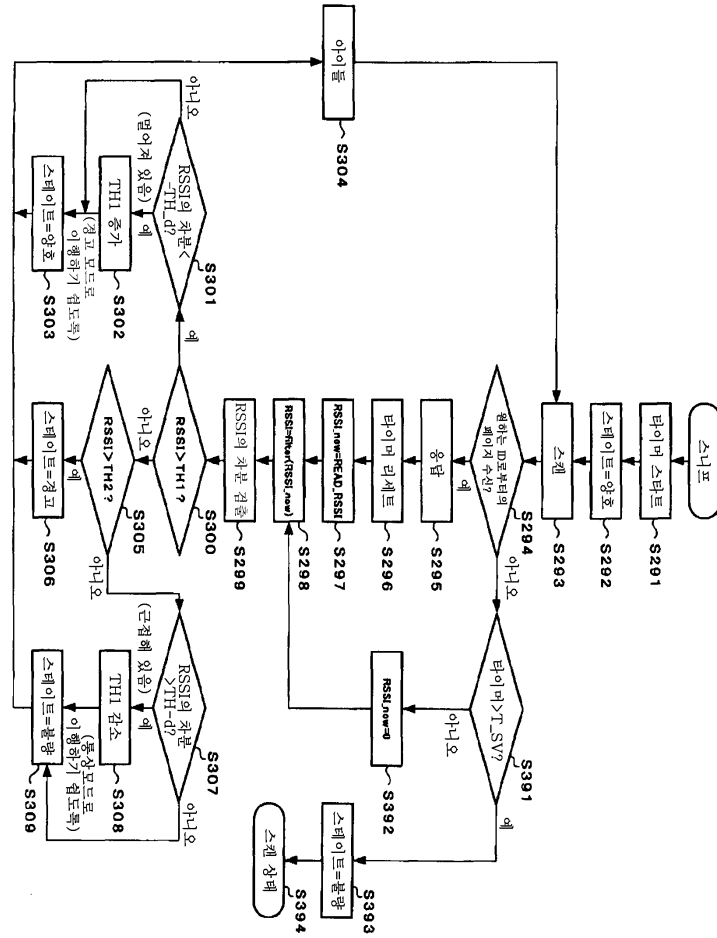 스니프
타이머 스타트
S291
스테이트=양호
S292
스캔
S293
원하는 ID로부터의
페이지 수신?
S294
예
아니오
응답
S295
타이머 리세트
S296
RSSI_now=READ_RSSI
S297
RSSI=filter(RSSI_now)
S298
RSSI의 차분 검출
S299
RSSI>TH1?
S300
예
아니오
RSSI의 차분<
-TH_d?
S301
(멀어져 있음)
예
아니오
TH1 증가
S302
(경고 모드로
이행하기 쉽도록)
스테이트=양호
S303
아이들
S304
RSSI>TH2?
S305
예
아니오
스테이트=경고
S306
RSSI의 차분
>TH-d?
S307
(근접해 있음)
예
아니오
TH1 감소
S308
(통상모드로
이행하기 쉽도록)
스테이트=불량
S309
타이머>T_SV?
S391
아니오
예
RSSI_now=0
S392
스테이트=불량
S393
스캔 상태
S394